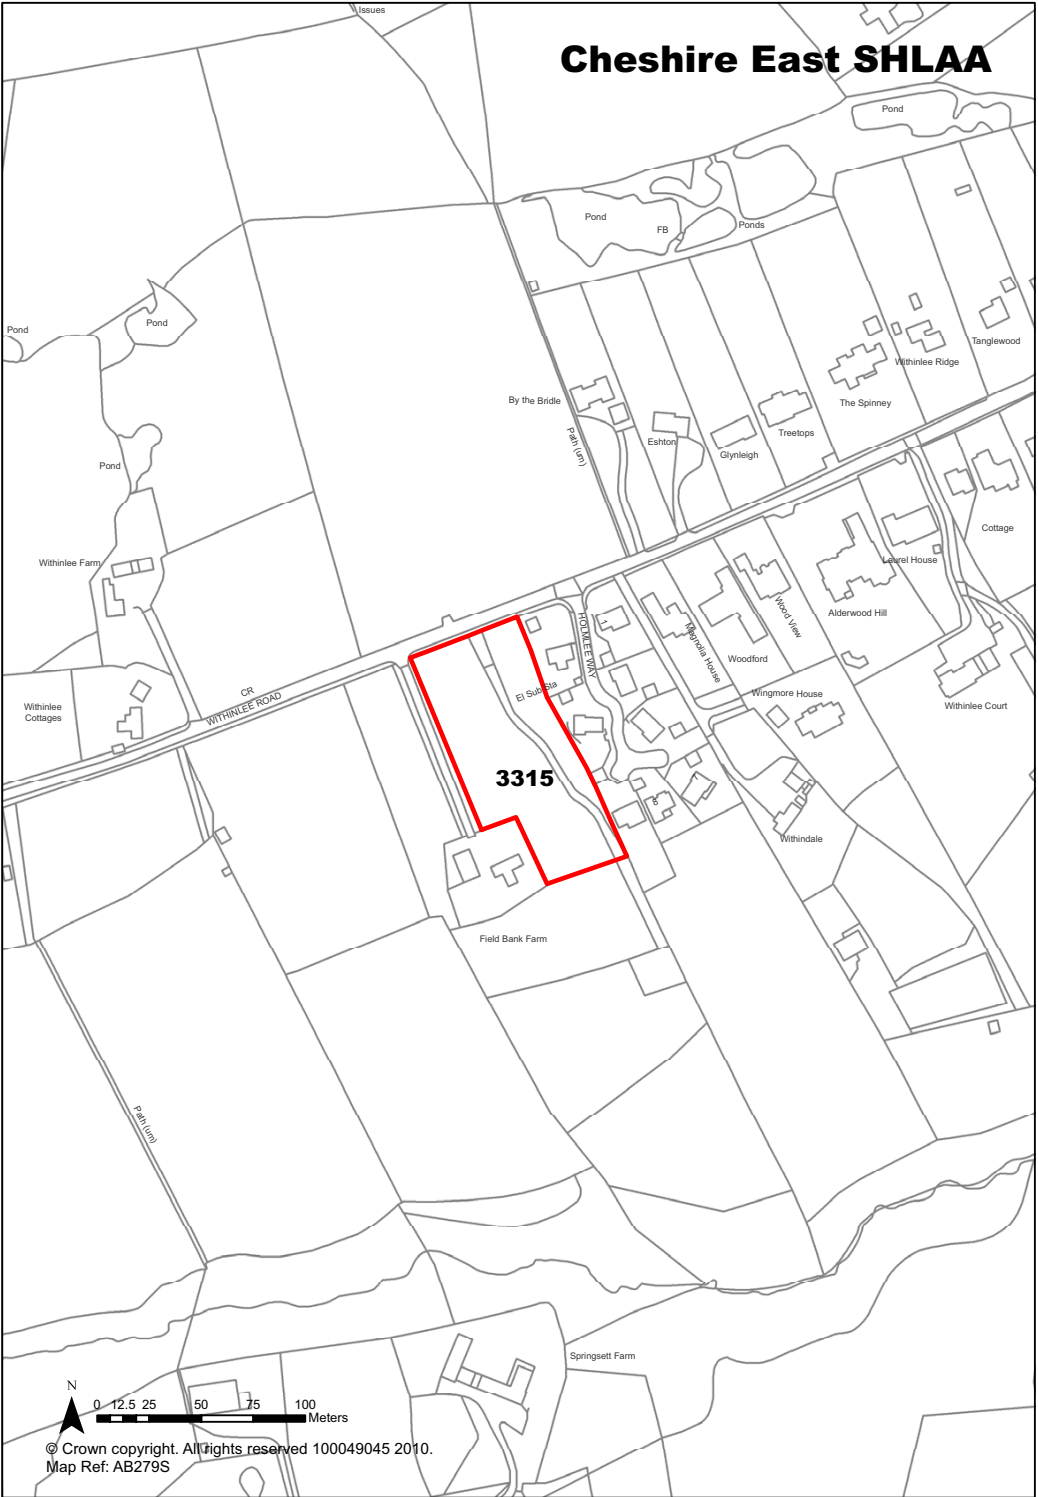 Issues
Cheshire East SHLAA
Pond
Pond
FB
Ponds
Pond
Pond
Tanglewood
Withinlee Ridge
By the Bridle
The Spinney
Path (um)
Eshton
Treetops
Glynleigh
Pond
Cottage
Withinlee Farm
Laurel House
Wood View
Alderwood Hill
HOLMLEE WAY
1
Magnolia House
Woodford
El Sub Sta
CR
WITHINLEE ROAD
Wingmore House
Withinlee
Cottages
Withinlee Court
3315
8
Withindale
Field Bank Farm
Path (um)
Springsett Farm
N
0 12.5 25 50 75 100
Meters
© Crown copyright. All rights reserved 100049045 2010.
Map Ref: AB279S